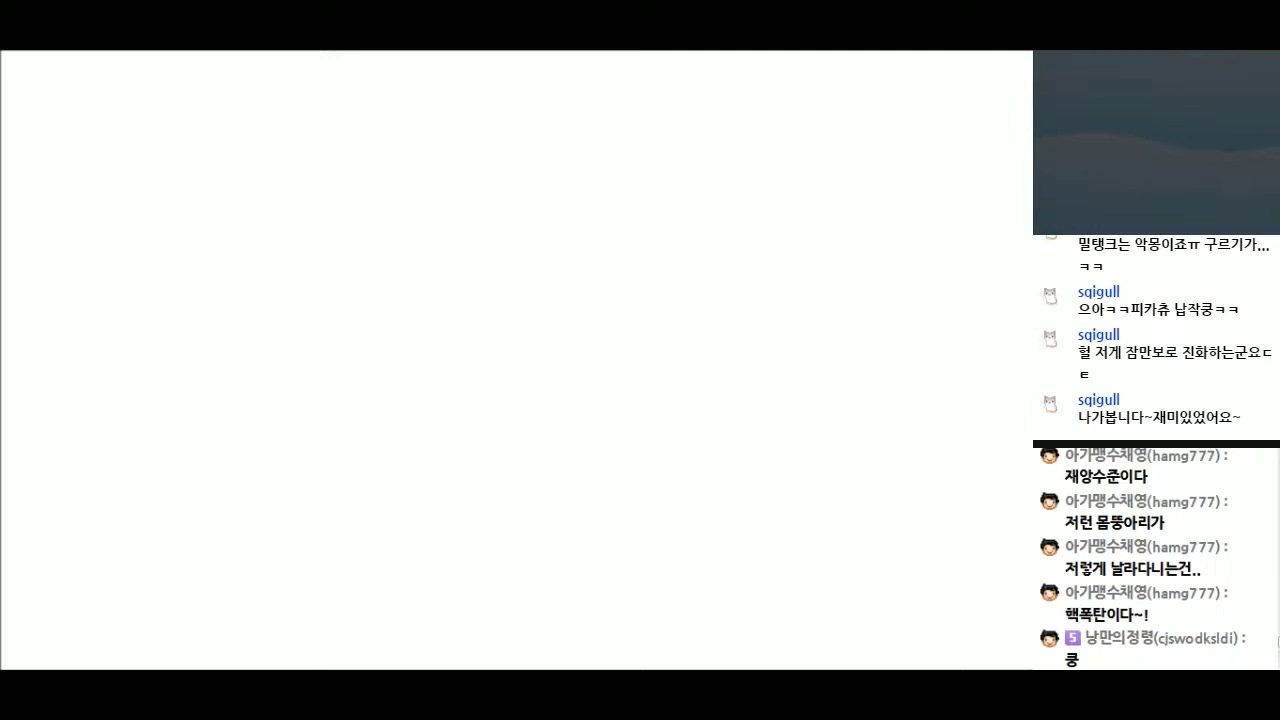 밀탱크는 악몽이죠ㅠ 구르기가...
ㅋㅋ
sqigull
으아ㅋㅋ피카츄 납작쿵ㅋㅋ
sqigull
헐 저게 잠만보로 진화하는군요ㄷ
ㅌ
sqigull
나가봅니다~재미있었어요~
아가맹수채영(hamg777) :
재앙수준이다
아가맹수채영(hamg777) :
저런 몸뚱아리가
아가맹수채영(hamg777) :
저렇게 날라다니는건..
아가맹수채영(hamg777) :
핵폭탄이다~!
5 낭만의정령(cjswodksldi) :
쿵